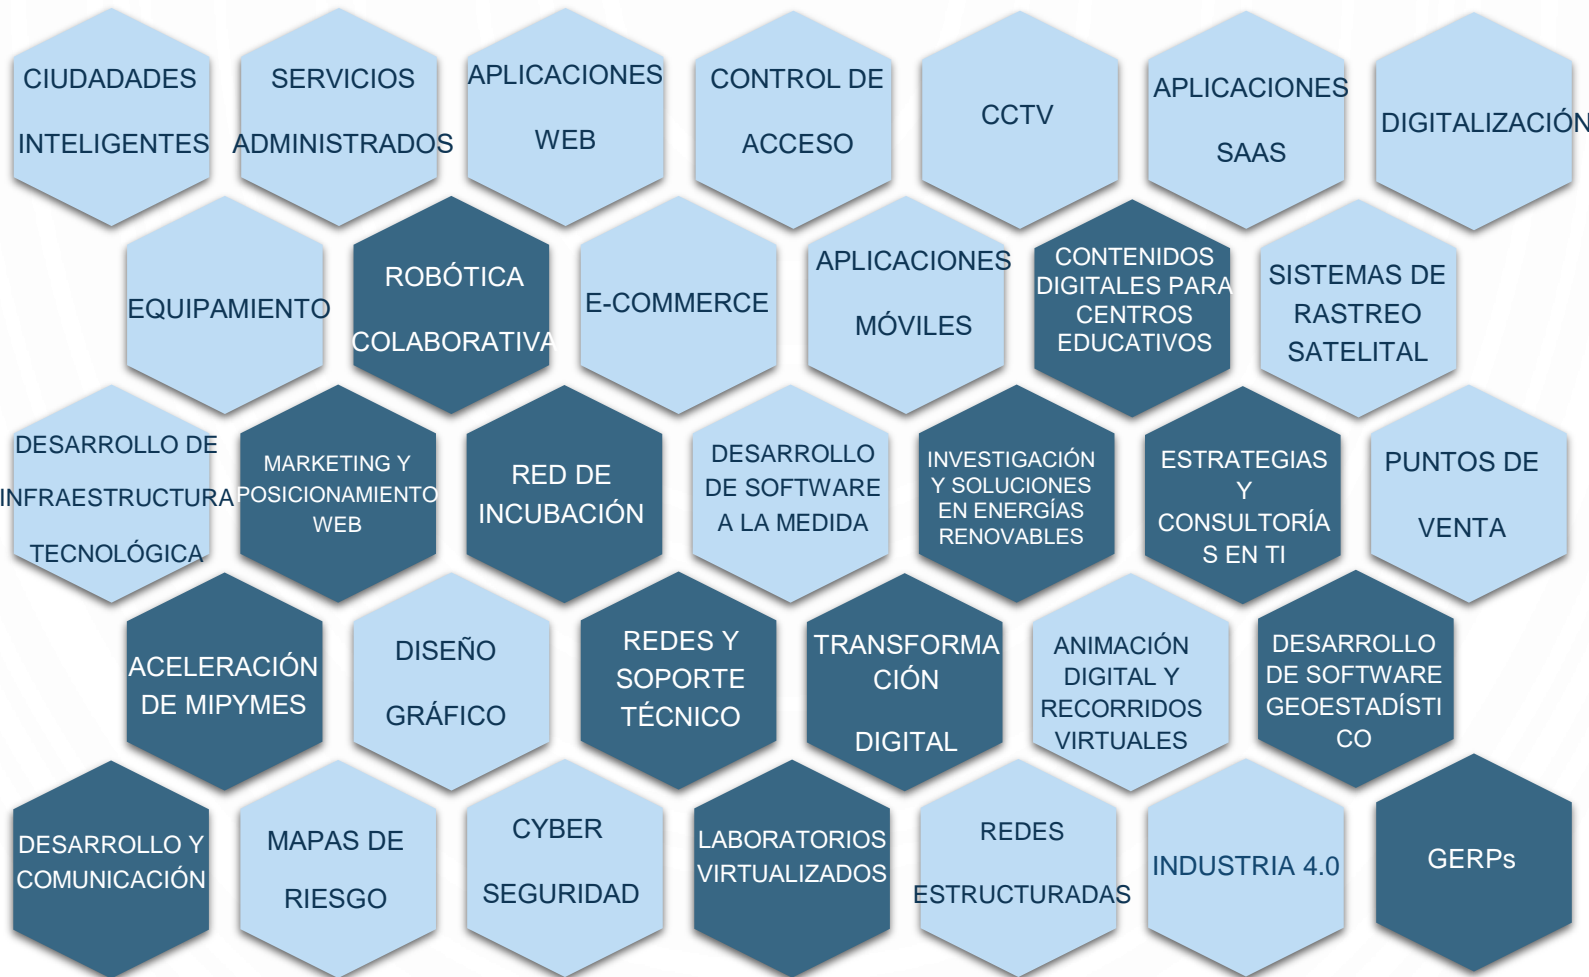 CIUDADADES
INTELIGENTES
SERVICIOS
ADMINISTRADOS
APLICACIONES
WEB
CONTROL DE
ACCESO
CCTV
APLICACIONES
SAAS
DIGITALIZACIÓN
EQUIPAMIENTO
ROBÓTICA
COLABORATIVA
E-COMMERCE
APLICACIONES
MÓVILES
CONTENIDOS
DIGITALES PARA
CENTROS
EDUCATIVOS
SISTEMAS DE
RASTREO
SATELITAL
DESARROLLO DE
INFRAESTRUCTURA
TECNOLÓGICA
MARKETING Y
POSICIONAMIENTO
WEB
RED DE
INCUBACIÓN
DESARROLLO
DE SOFTWARE
A LA MEDIDA
INVESTIGACIÓN
Y SOLUCIONES
EN ENERGÍAS
RENOVABLES
ESTRATEGIAS
Y
CONSULTORÍA
S EN TI
PUNTOS DE
VENTA
ACELERACIÓN
DE MIPYMES
DISEÑO
GRÁFICO
REDES Y
SOPORTE
TÉCNICO
TRANSFORMA
CIÓN
DIGITAL
ANIMACIÓN
DIGITAL Y
RECORRIDOS
VIRTUALES
DESARROLLO
DE SOFTWARE
GEOESTADÍSTI
CO
DESARROLLO Y
COMUNICACIÓN
MAPAS DE
RIESGO
CYBER
SEGURIDAD
LABORATORIOS
VIRTUALIZADOS
REDES
ESTRUCTURADAS
INDUSTRIA 4.0
GERPs